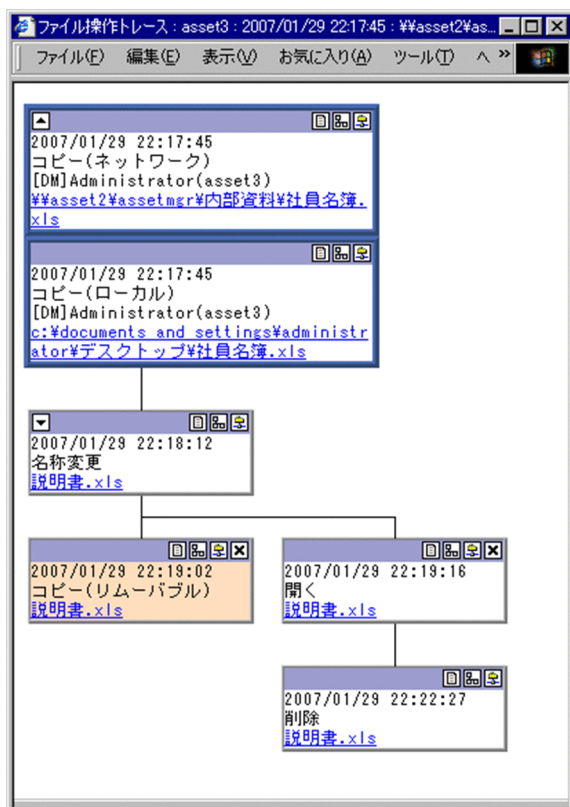 ファイル操作トレース : asset3 : 2007/01/29 22:17:45 : ¥¥asset2¥as...
ファイル(F) 編集(E) 表示(V) お気に入り(A) ツール(T) ヘ »
2007/01/29 22:17:45
コピー(ネットワーク)
[DM]Administrator(asset3)
¥¥asset2¥assetmgr¥内部資料¥社員名簿.
xls
2007/01/29 22:17:45
コピー(ローカル)
[DM]Administrator(asset3)
c:¥documents and settings¥administr
ator¥デスクトップ¥社員名簿.xls
2007/01/29 22:18:12
名称変更
説明書.xls
2007/01/29 22:19:02
コピー(リムーバブル)
説明書.xls
2007/01/29 22:19:16
開く
説明書.xls
2007/01/29 22:22:27
削除
説明書.xls